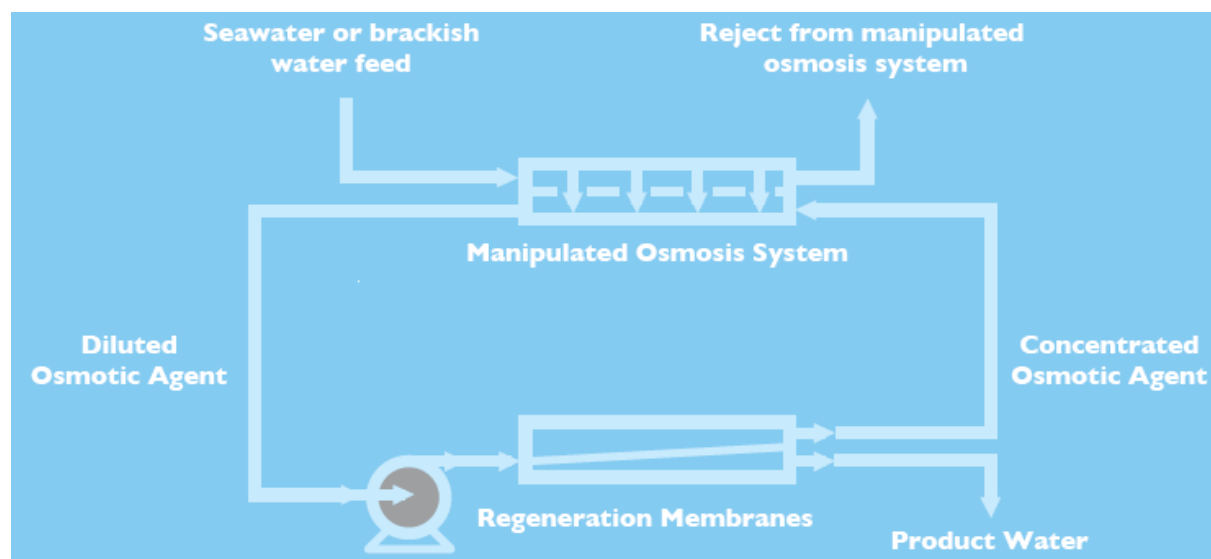 Seawater or brackish
water feed
Reject from manipulated
osmosis system
Manipulated Osmosis System
Diluted
Osmotic Agent
Concentrated
Osmotic Agent
Regeneration Membranes
Product Water